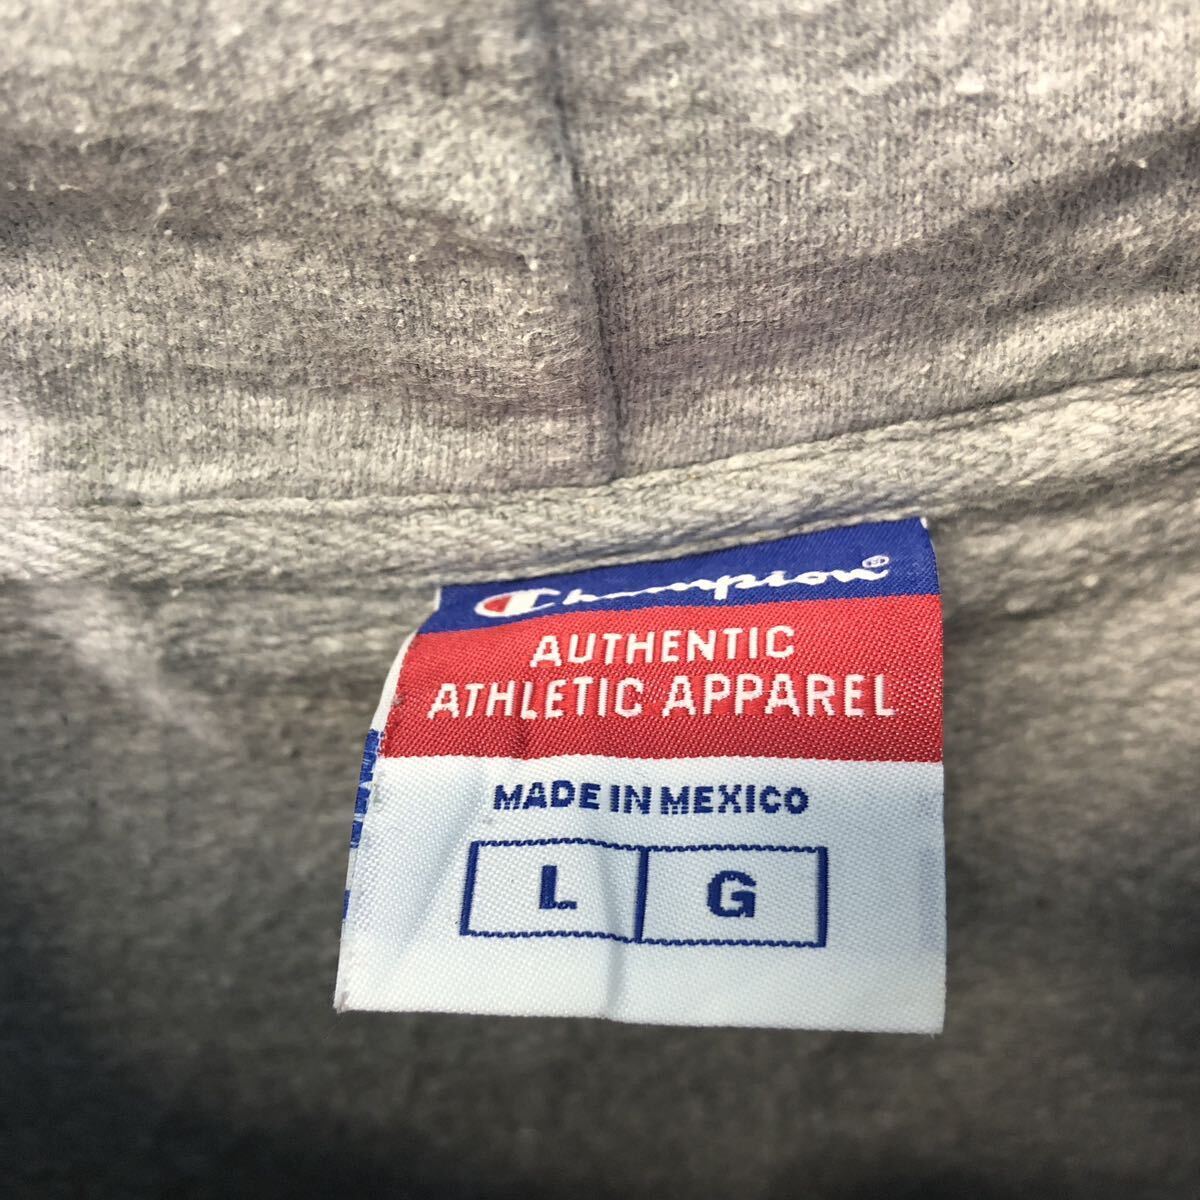 Champion®
AUTHENTIC
ATHLETIC APPAREL
MADE IN MEXICO
L G